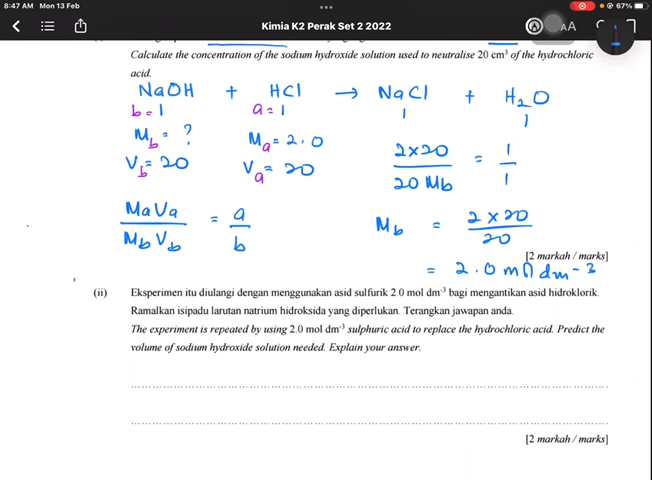 8:47 AM Mon 13 Feb
67%
Kimia K2 Perak Set 2 2022
AA
Calculate the concentration of the sodium hydroxide solution used to neutralise 20 cm³ of the hydrochloric
acid.
NaOH + HCl → NaCl + H₂O
b = 1 a = 1 1 1
M_b = ? M_a = 2.0
V_b = 20 V_a = 20
2×20 / 20 Mb = 1/1
MaVa / Mb Vb = a/b
M_b = 2×20 / 20
[2 markah / marks]
= 2.0 mol dm-3
(ii) Eksperimen itu diulangi dengan menggunakan asid sulfurik 2.0 mol dm⁻³ bagi mengantikan asid hidroklorik.
Ramalkan isipadu larutan natrium hidroksida yang diperlukan. Terangkan jawapan anda.
The experiment is repeated by using 2.0 mol dm⁻³ sulphuric acid to replace the hydrochloric acid. Predict the
volume of sodium hydroxide solution needed. Explain your answer.
[2 markah / marks]